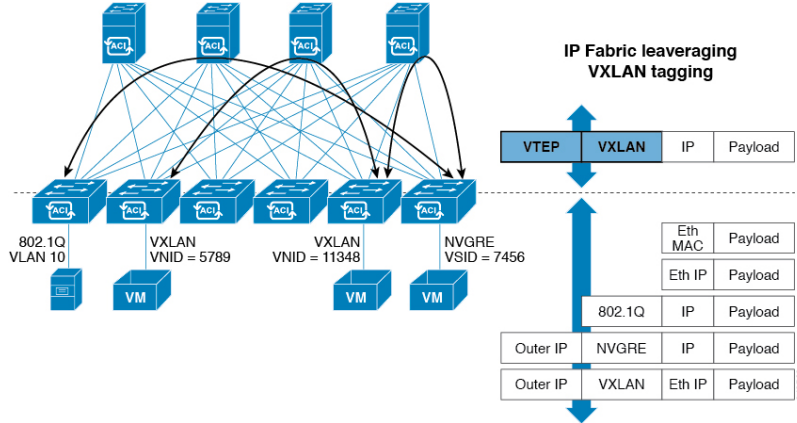 ACI
ACI
ACI
ACI
IP Fabric leaveraging
VXLAN tagging
VTEP VXLAN IP Payload
ACI
ACI
ACI
ACI
ACI
ACI
802.1Q
VLAN 10
VXLAN
VNID = 5789
VM
VXLAN
VNID = 11348
VM
NVGRE
VSID = 7456
VM
Eth
MAC
Payload
Eth IP Payload
802.1Q IP Payload
Outer IP NVGRE IP Payload
Outer IP VXLAN Eth IP Payload